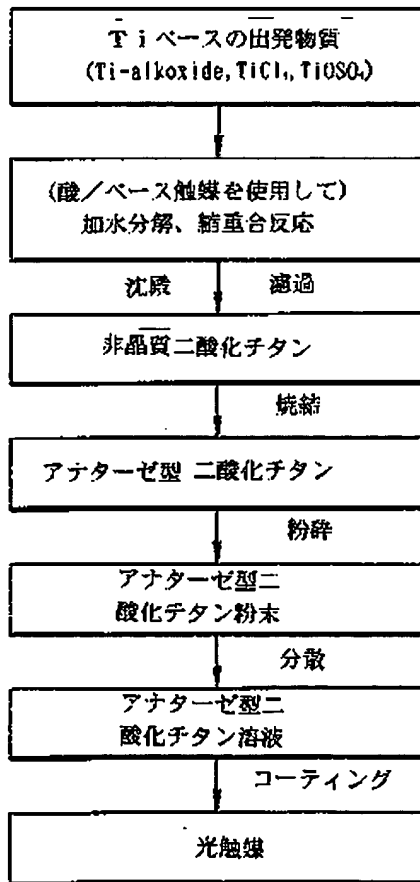 Tiベースの出発物質
(Ti-alkoxide, TiCl₄, TiOSO₄)
(酸/ベース触媒を使用して)
加水分解、縮重合反応
沈殿 濾過
非晶質二酸化チタン
焼結
アナターゼ型 二酸化チタン
粉砕
アナターゼ型二
酸化チタン粉末
分散
アナターゼ型二
酸化チタン溶液
コーティング
光触媒